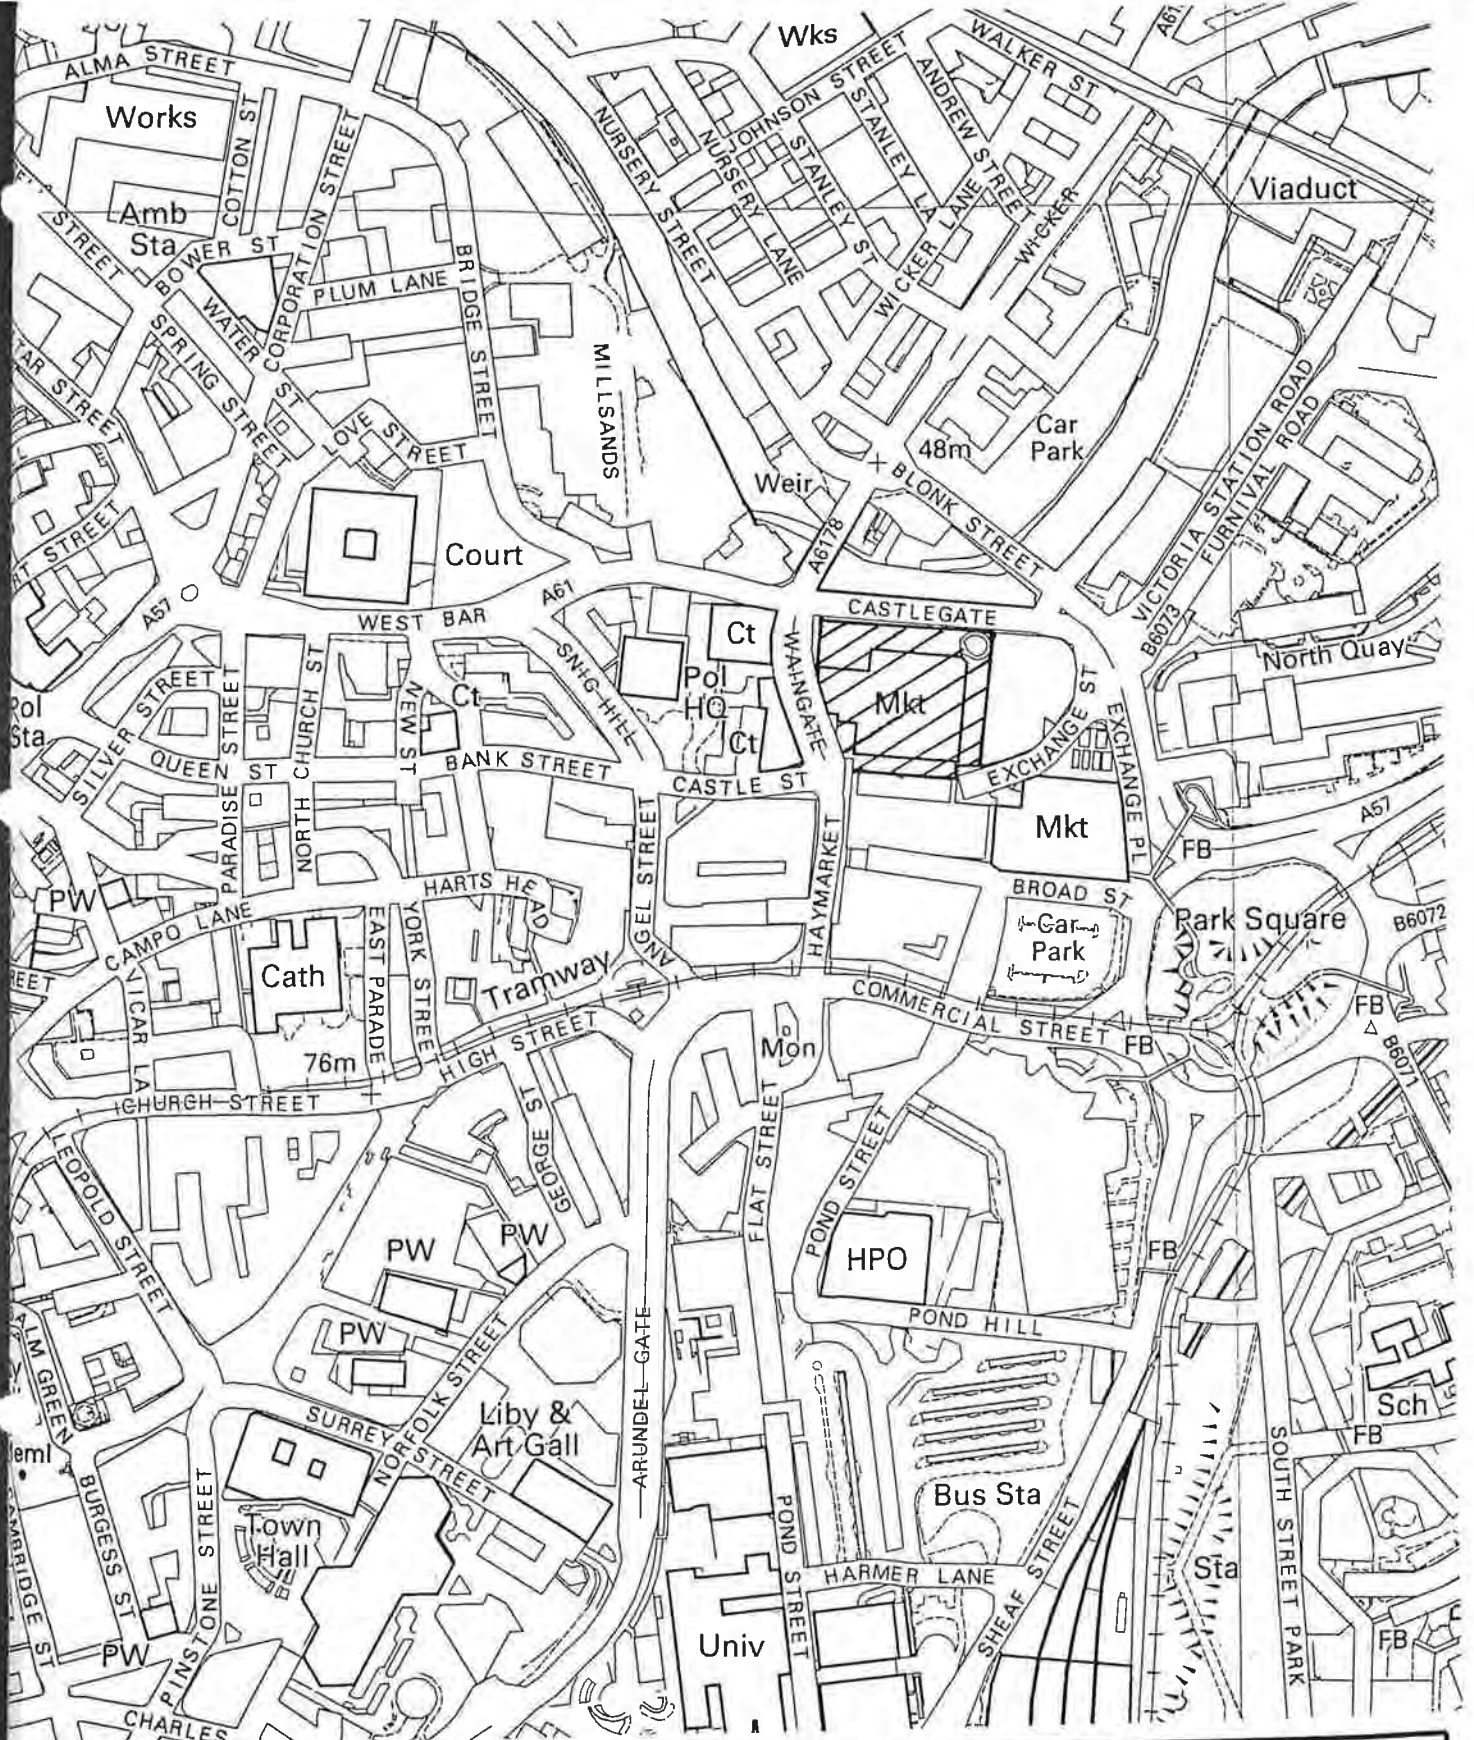 Wks
WALKER ST
ALMA STREET
Works
COTTON ST
CORPORATION STREET
NURSERY STREET
NURSERY LANE
JOHNSON STREET
STANLEY ST
STANLEY LA
ANDREW STREET
WICKER LANE
WICKER
Viaduct
Amb
Sta
BOWER ST
STREET
WATER ST
SPRING STREET
PLUM LANE
BRIDGE STREET
MILLSANDS
LOVE STREET
STREET
Car
Park
48m
Weir
BLONK STREET
VICTORIA STATION ROAD
FURNIVAL ROAD
Court
A6178
A61
A57
WEST BAR
CASTLEGATE
B6073
North Quay
Ct
SNIG HILL
Pol
HQ
Ct
WAINGATE
Mkt
EXCHANGE ST
EXCHANGE ST
EXCHANGE PL
Sta
SILVER STREET
QUEEN ST
PARADISE STREET
NORTH CHURCH ST
NEW ST
Ct
BANK STREET
CASTLE ST
Mkt
A57
FB
PW
CAMPO LANE
HARTS HEAD
ANGEL STREET
HAYMARKET
BROAD ST
Car
Park
Park Square
B6072
VICAR LA
Cath
EAST PARADE
YORK STREET
Tramway
COMMERCIAL STREET
FB
FB
B6071
76m
HIGH STREET
Mon
CHURCH STREET
LEOPOLD STREET
GEORGE ST
FLAT STREET
POND STREET
PW
PW
HPO
FB
PW
POND HILL
NORFOLK STREET
ARUNDEL GATE
SURREY STREET
Liby &
Art Gall
Sch
FB
BURGESS ST
PINSTONE STREET
Town
Hall
Bus Sta
POND STREET
HARMER LANE
SHEAF STREET
Sta
SOUTH STREET PARK
FB
Univ
PW
CHARLES